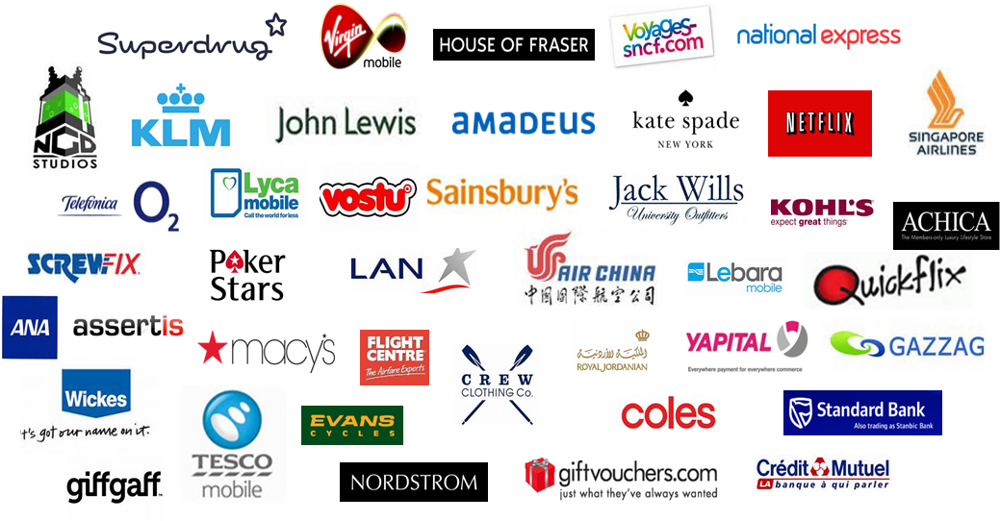 Superdrug
Virgin
mobile
HOUSE OF FRASER
Voyages-
sncf.com
national express
NGD
STUDIOS
KLM
John Lewis
amadeus
kate spade
NEW YORK
NETFLIX
SINGAPORE
AIRLINES
Telefónica
O2
Lyca
mobile
Call the world for less
vostu
Sainsbury's
Jack Wills
University Outfitters
KOHL'S
expect great things
ACHICA
The Members-only Luxury Lifestyle Store
SCREWFIX
Poker
Stars
LAN
AIR CHINA
中国国際航空公司
Lebara
mobile
Quickflix
ANA
assertis
macy's
FLIGHT
CENTRE
The Airfare Experts
CREW
CLOTHING Co.
الملكية الأردنية
ROYAL JORDANIAN
YAPITAL
Everywhere payment for everywhere commerce
GAZZAG
Wickes
it's got our name on it.
TESCO
mobile
EVANS
CYCLES
coles
Standard Bank
Also trading as Stanbic Bank
giffgaff
NORDSTROM
giftvouchers.com
just what they've always wanted
Crédit Mutuel
LA banque à qui parler